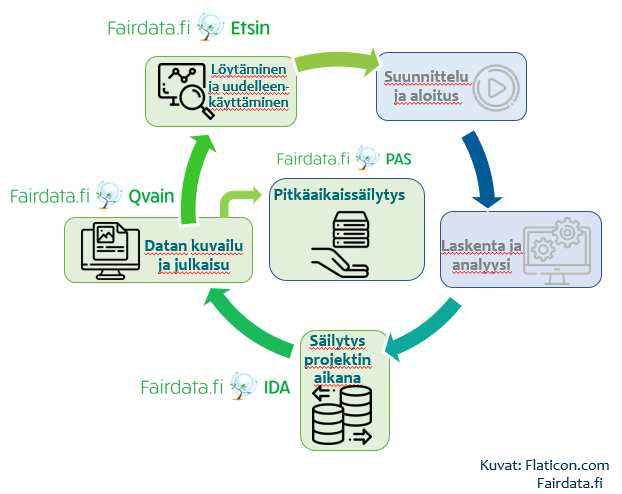 Fairdata.fi Etsin
Löytäminen
ja uudelleen-
käyttäminen
Suunnittelu
ja aloitus
Fairdata.fi PAS
Pitkäaikaissäilytys
Fairdata.fi Qvain
Datan kuvailu
ja julkaisu
Laskenta ja
analyysi
Säilytys
projektin
aikana
Fairdata.fi IDA
Kuvat: Flaticon.com
Fairdata.fi